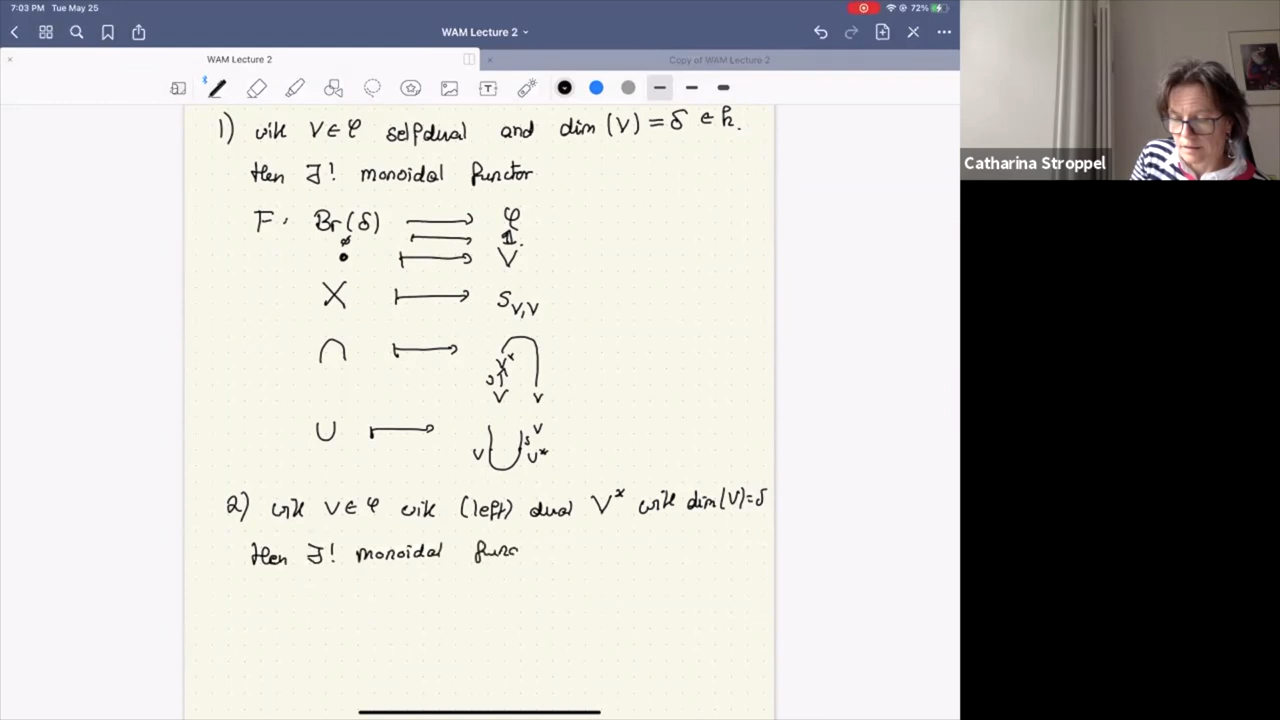 7:03 PM Tue May 25
72%
WAM Lecture 2
WAM Lecture 2
Copy of WAM Lecture 2
Catharina Stroppel
1) with V ∈ 𝒞 selfdual and dim (V) = δ ∈ k.
then ∃! monoidal functor
F : Br(δ) ⟶ 𝒞
∅ ⟼ 𝟙.
• ⟼ V
X ⟼ S_{V,V}
∩ ⟼ V* V V
∪ ⟼ V V V*
2) with V ∈ 𝒞 with (left) dual V* with dim(V)=δ
then ∃! monoidal func